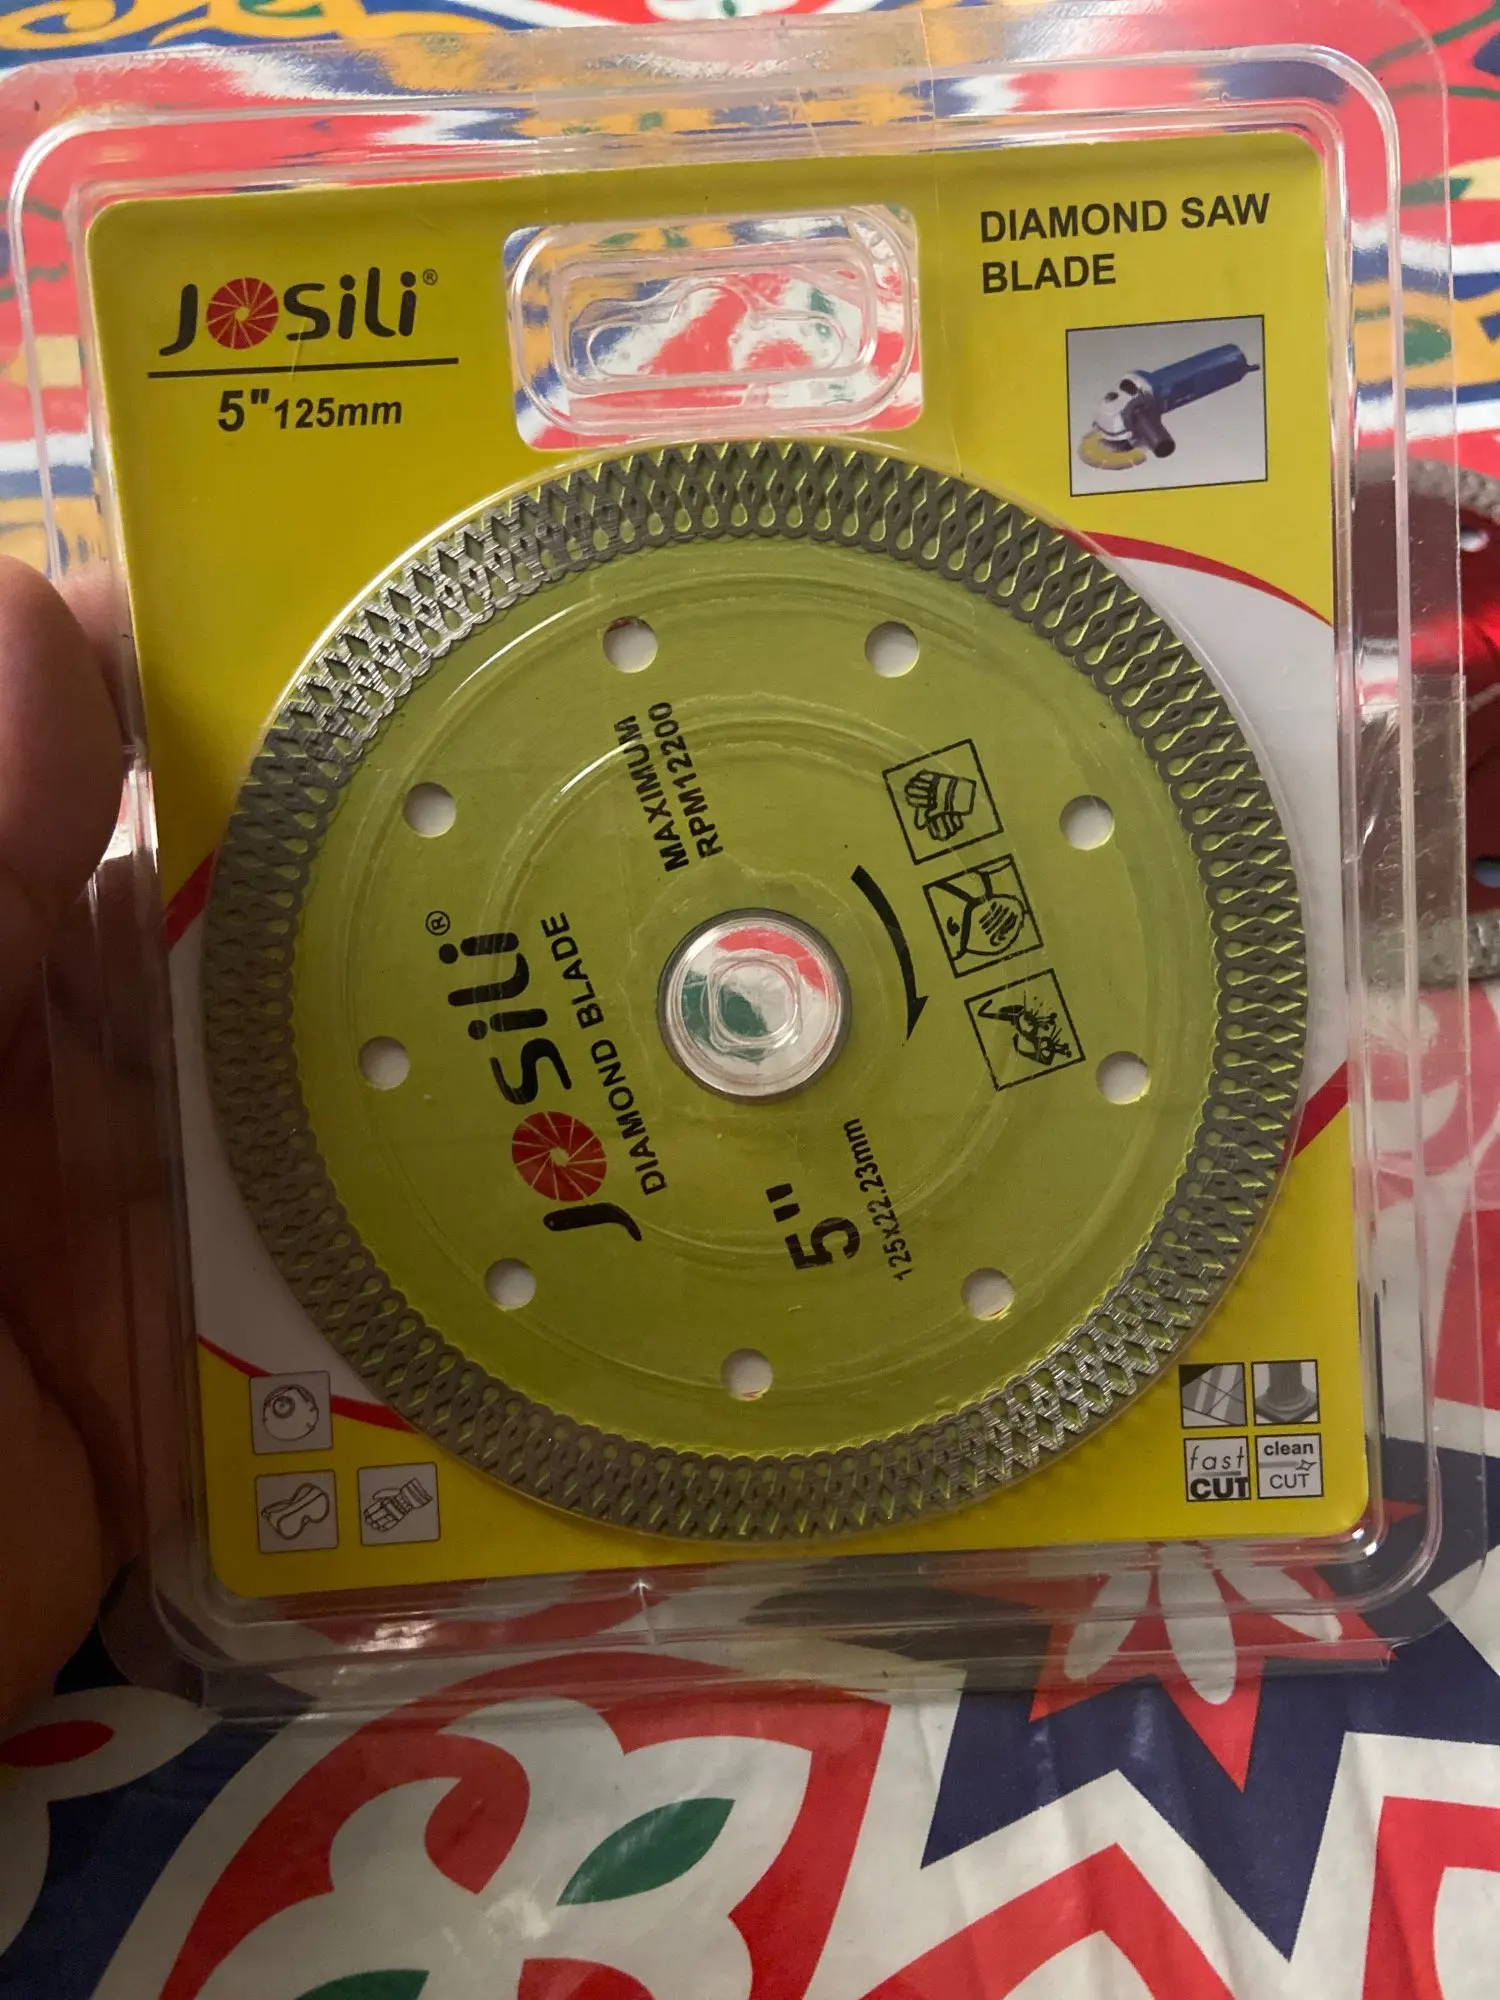 JOSiLi®
5" 125mm
DIAMOND SAW
BLADE
MAXIMUM
RPM12200
JOSiLi®
DIAMOND BLADE
5"
125x22.23mm
fast
CUT
clean
CUT